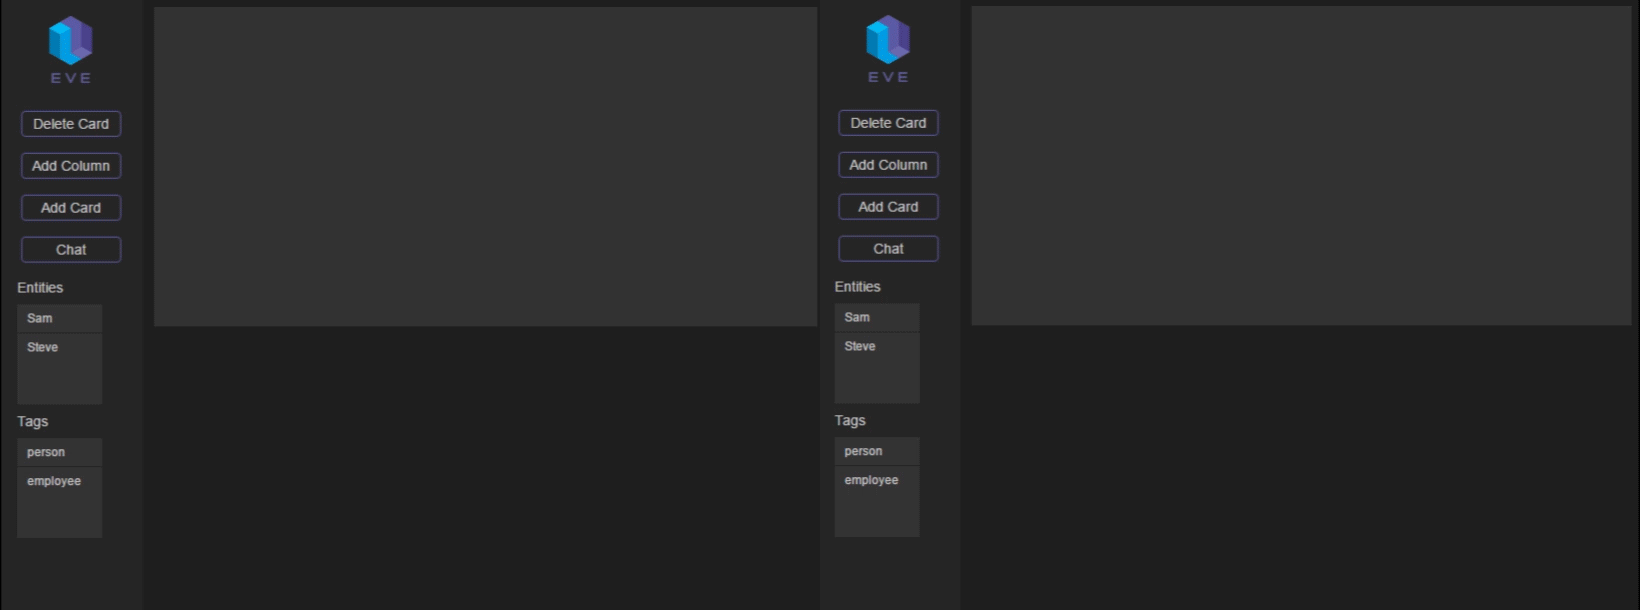 EVE
Delete Card
Add Column
Add Card
Chat
Entities
Sam
Steve
Tags
person
employee
EVE
Delete Card
Add Column
Add Card
Chat
Entities
Sam
Steve
Tags
person
employee